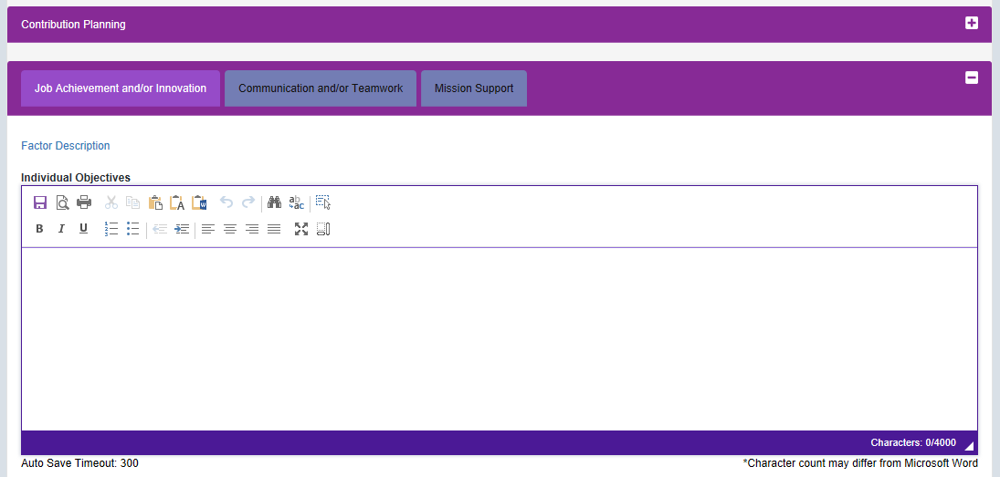 Contribution Planning
Job Achievement and/or Innovation Communication and/or Teamwork Mission Support
Factor Description
Individual Objectives
B I U
Characters: 0/4000
Auto Save Timeout: 300 *Character count may differ from Microsoft Word